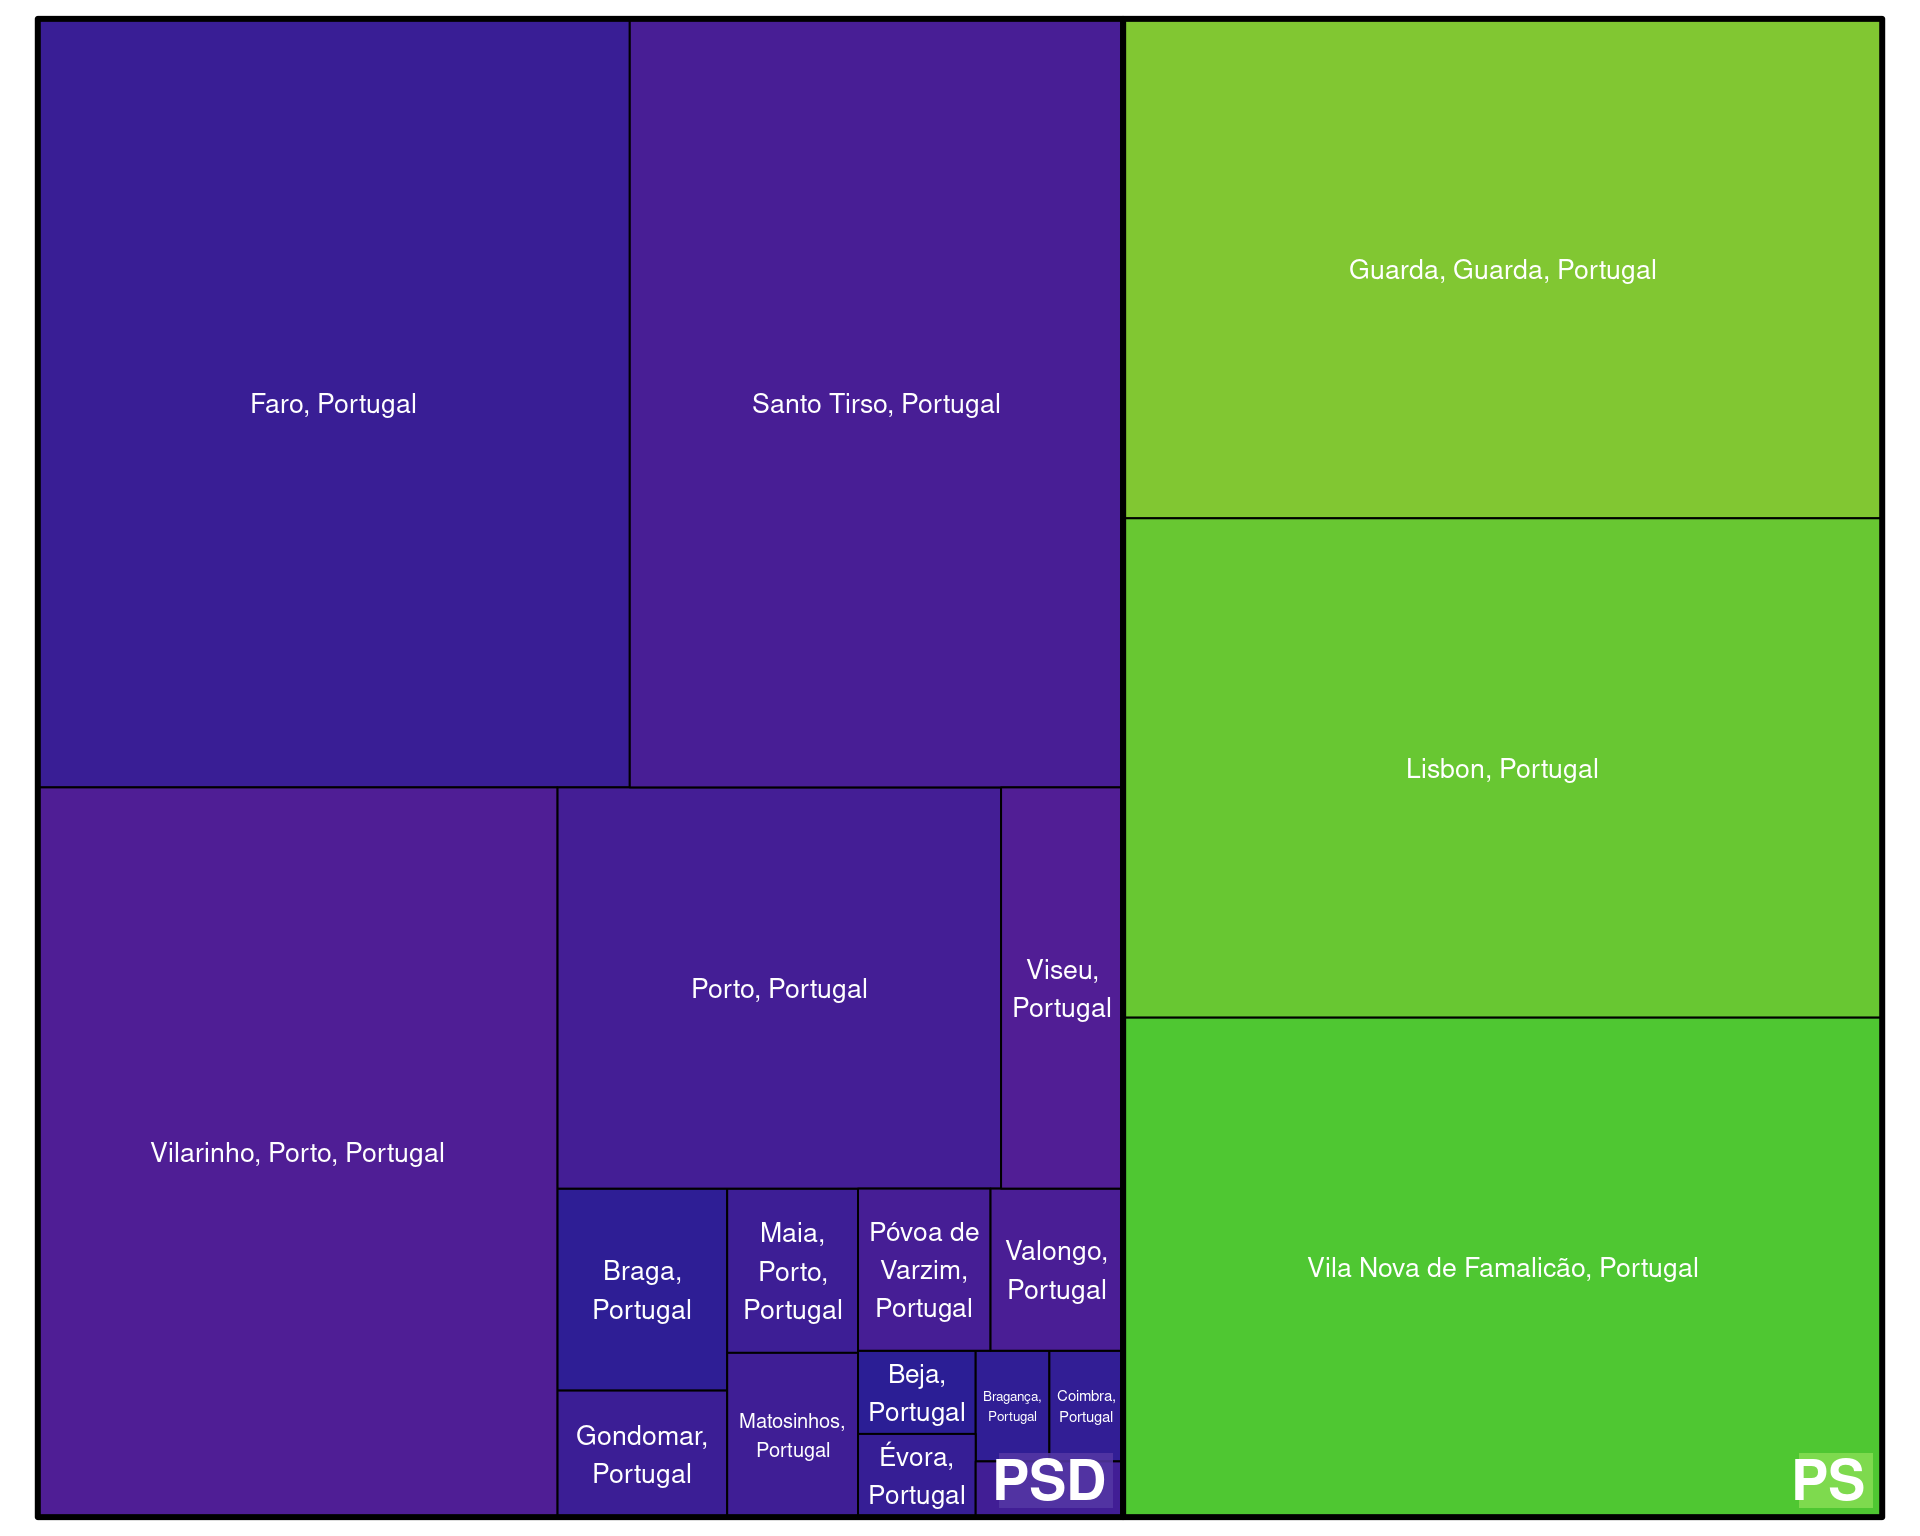 Faro, Portugal
Santo Tirso, Portugal
Guarda, Guarda, Portugal
Lisbon, Portugal
Vilarinho, Porto, Portugal
Porto, Portugal
Viseu,
Portugal
Braga,
Portugal
Maia,
Porto,
Portugal
Póvoa de
Varzim,
Portugal
Valongo,
Portugal
Gondomar,
Portugal
Matosinhos,
Portugal
Beja,
Portugal
Évora,
Portugal
Bragança,
Portugal
Coimbra,
Portugal
PSD
Vila Nova de Famalicão, Portugal
PS